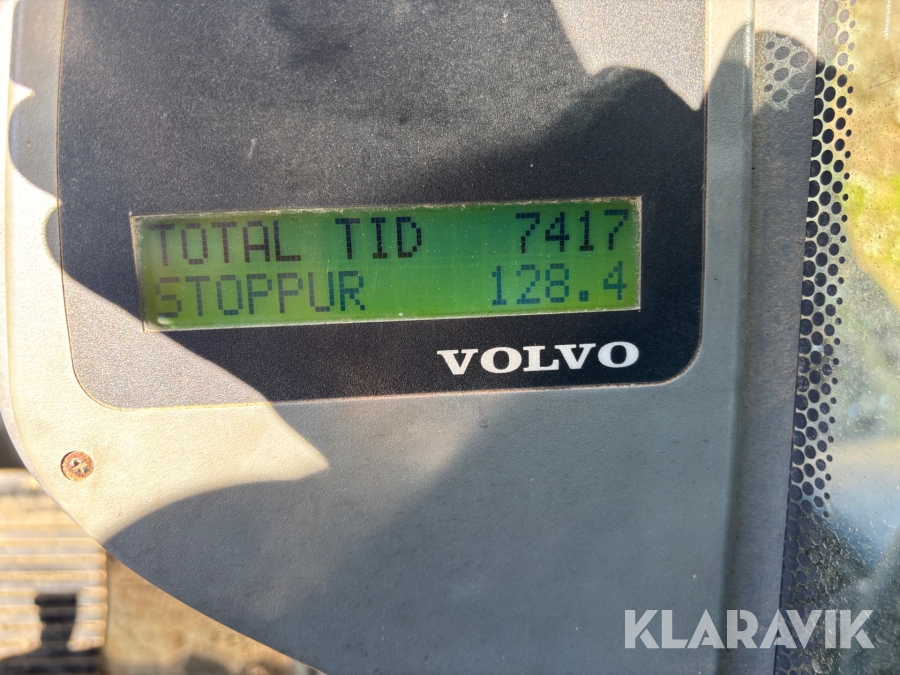 TOTAL TID 7417
STOPPUR 128.4
VOLVO
KLARAVIK